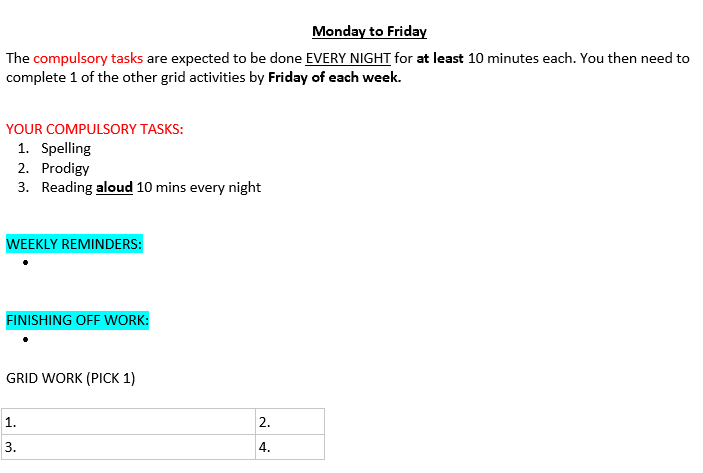 Monday to Friday
The compulsory tasks are expected to be done EVERY NIGHT for at least 10 minutes each. You then need to
complete 1 of the other grid activities by Friday of each week.
YOUR COMPULSORY TASKS:
1. Spelling
2. Prodigy
3. Reading aloud 10 mins every night
WEEKLY REMINDERS:
•
FINISHING OFF WORK:
•
GRID WORK (PICK 1)
1. 2.
3. 4.